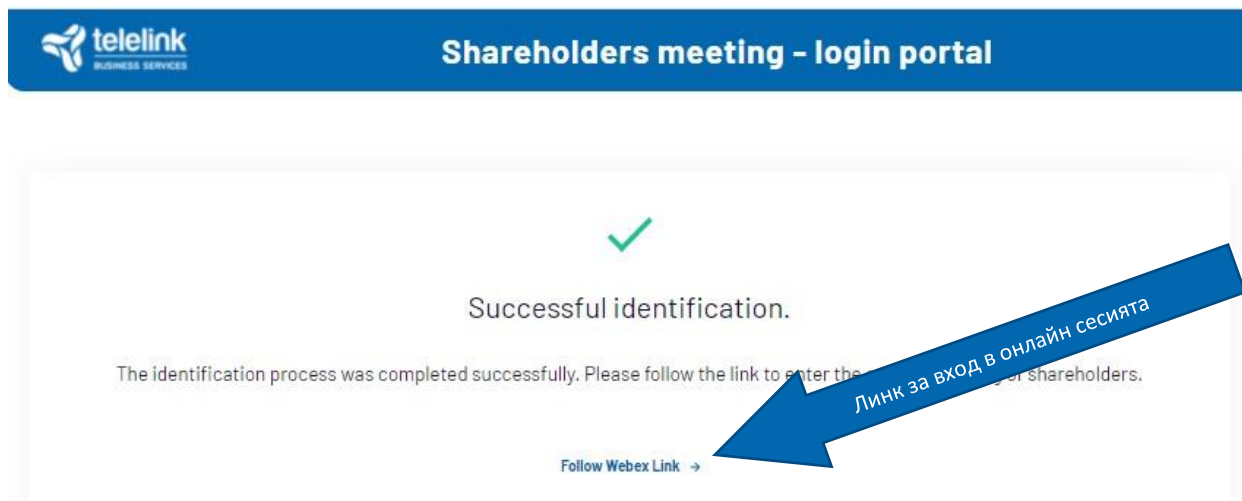 telelink
BUSINESS SERVICES
Shareholders meeting - login portal
Successful identification.
The identification process was completed successfully. Please follow the link to enter the of shareholders.
Линк за вход в онлайн сесията
Follow Webex Link →